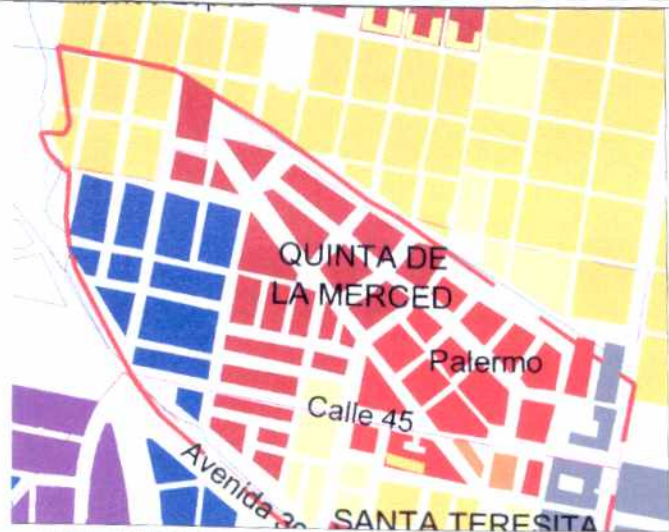 QUINTA DE
LA MERCED
Palermo
Calle 45
Avenida
SANTA TERESITA